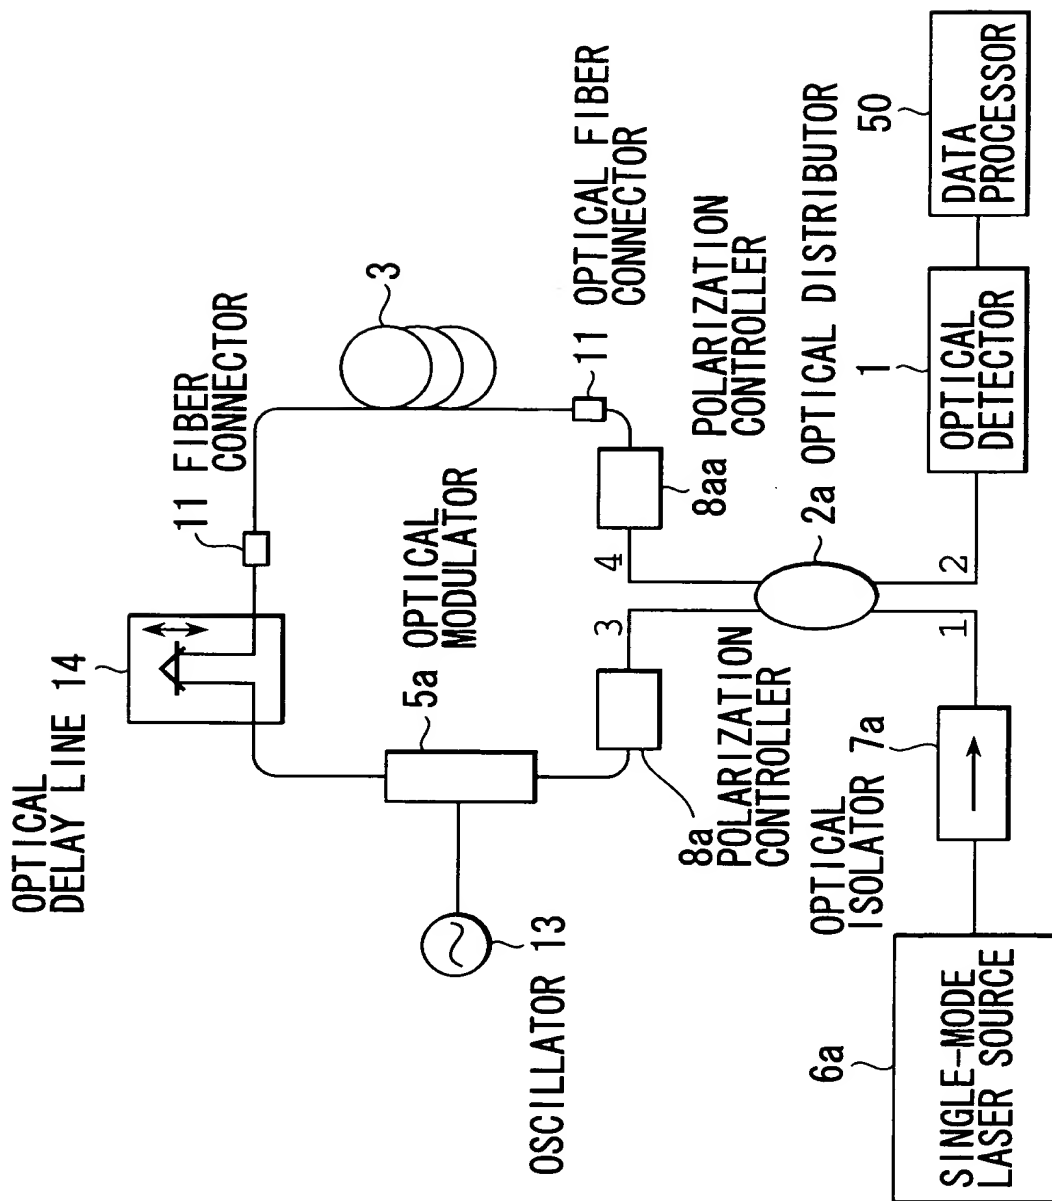 OPTICAL
DELAY LINE 14
11 FIBER
CONNECTOR
3
11 OPTICAL FIBER
CONNECTOR
5a OPTICAL
MODULATOR
OSCILLATOR 13
8a
POLARIZATION
CONTROLLER
8aa POLARIZATION
CONTROLLER
3
4
2a OPTICAL DISTRIBUTOR
1
2
6a
SINGLE-MODE
LASER SOURCE
OPTICAL
ISOLATOR 7a
1
OPTICAL
DETECTOR
50
DATA
PROCESSOR